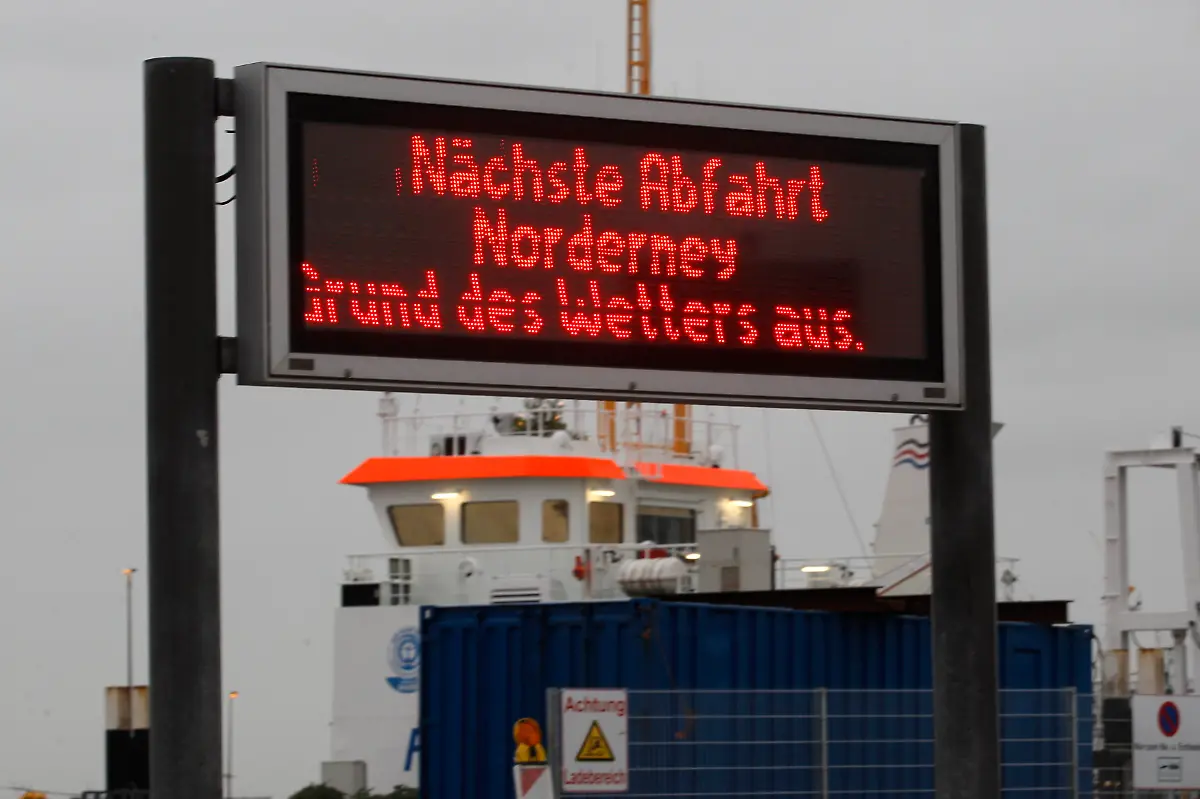 Nächste Abfahrt
Norderney
Grund des Wetters aus.
Achtung
Ladebereich